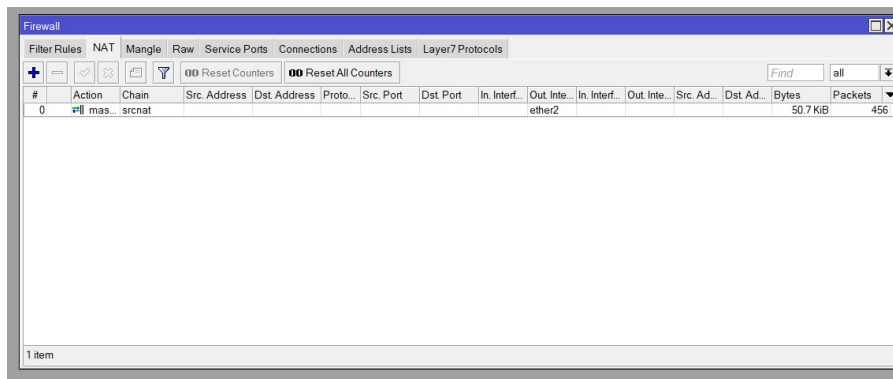 Firewall
Filter Rules NAT Mangle Raw Service Ports Connections Address Lists Layer7 Protocols
00 Reset Counters 00 Reset All Counters Find all
# Action Chain Src. Address Dst. Address Proto... Src. Port Dst. Port In. Interf... Out. Inte... In. Interf... Out. Inte... Src. Ad... Dst. Ad... Bytes Packets
0 mas... srcnat ether2 50.7 KiB 456
1 item